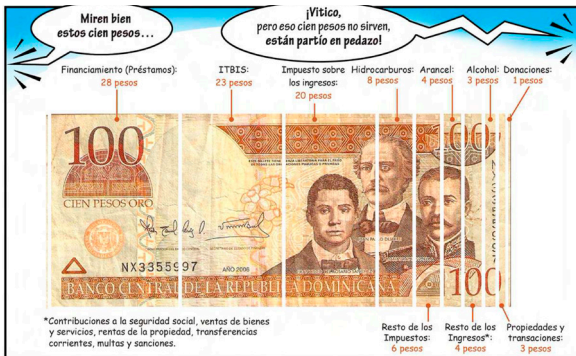 Miren bien
estos cien pesos...
¡Vitico,
pero eso cien pesos no sirven,
están partío en pedazo!
Financiamiento (Préstamos):
28 pesos
ITBIS:
23 pesos
Impuesto sobre
los ingresos:
20 pesos
Hidrocarburos:
8 pesos
Arancel:
4 pesos
Alcohol:
3 pesos
Donaciones:
1 pesos
100
100
CIEN PESOS ORO
NX3355997
AÑO 2006
BANCO CENTRAL DE LA REPUBLICA DOMINICANA
100
*Contribuciones a la seguridad social, ventas de bienes
y servicios, rentas de la propiedad, transferencias
corrientes, multas y sanciones.
Resto de los
Impuestos:
6 pesos
Resto de los
Ingresos*:
4 pesos
Propiedades y
transaciones:
3 pesos